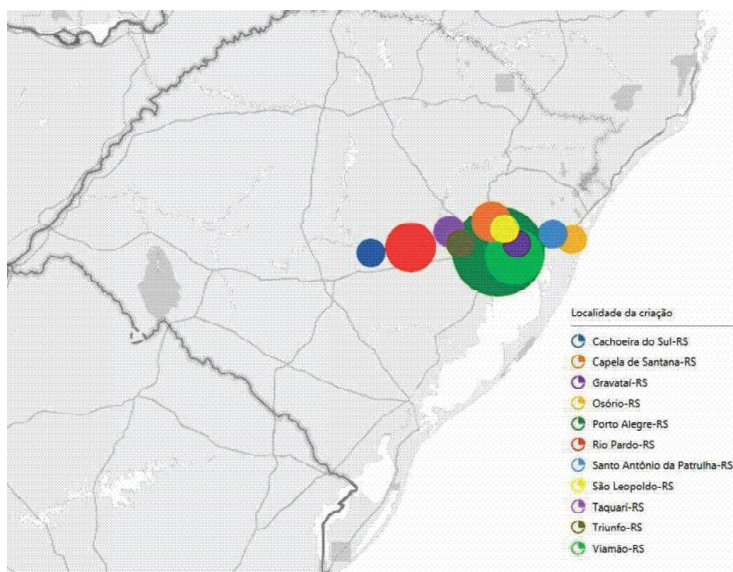 Localidade da criação
Cachoeira do Sul-RS
Capela de Santana-RS
Gravataí-RS
Osório-RS
Porto Alegre-RS
Rio Pardo-RS
Santo Antônio da Patrulha-RS
São Leopoldo-RS
Taquari-RS
Triunfo-RS
Viamão-RS